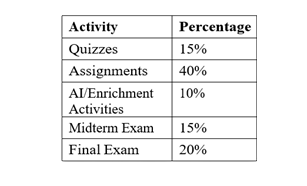 Activity Percentage
Quizzes 15%
Assignments 40%
AI/Enrichment 10%
Activities
Midterm Exam 15%
Final Exam 20%